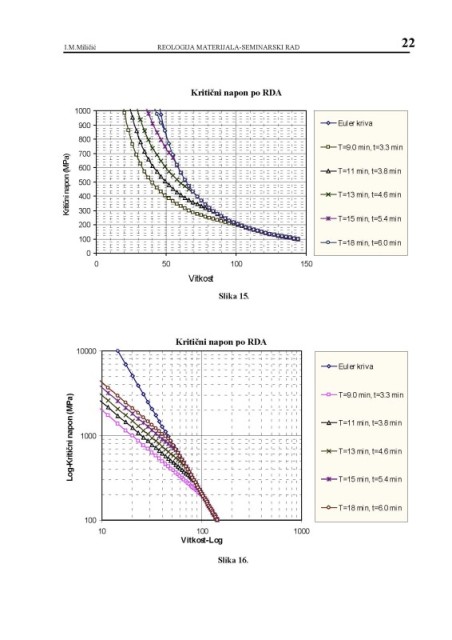 I.M.Miličić REOLOGIJA MATERIJALA-SEMINARSKI RAD 22
Kritični napon po RDA
1000
900
800
700
600
500
400
300
200
100
0
Kritični napon (MPa)
0 50 100 150
Vitkost
Euler kriva
T=9.0 min, t=3.3 min
T=11 min, t=3.8 min
T=13 min, t=4.6 min
T=15 min, t=5.4 min
T=18 min, t=6.0 min
Slika 15.
Kritični napon po RDA
10000
1000
100
Log-Kritični napon (MPa)
10 100 1000
Vitkost-Log
Euler kriva
T=9.0 min, t=3.3 min
T=11 min, t=3.8 min
T=13 min, t=4.6 min
T=15 min, t=5.4 min
T=18 min, t=6.0 min
Slika 16.